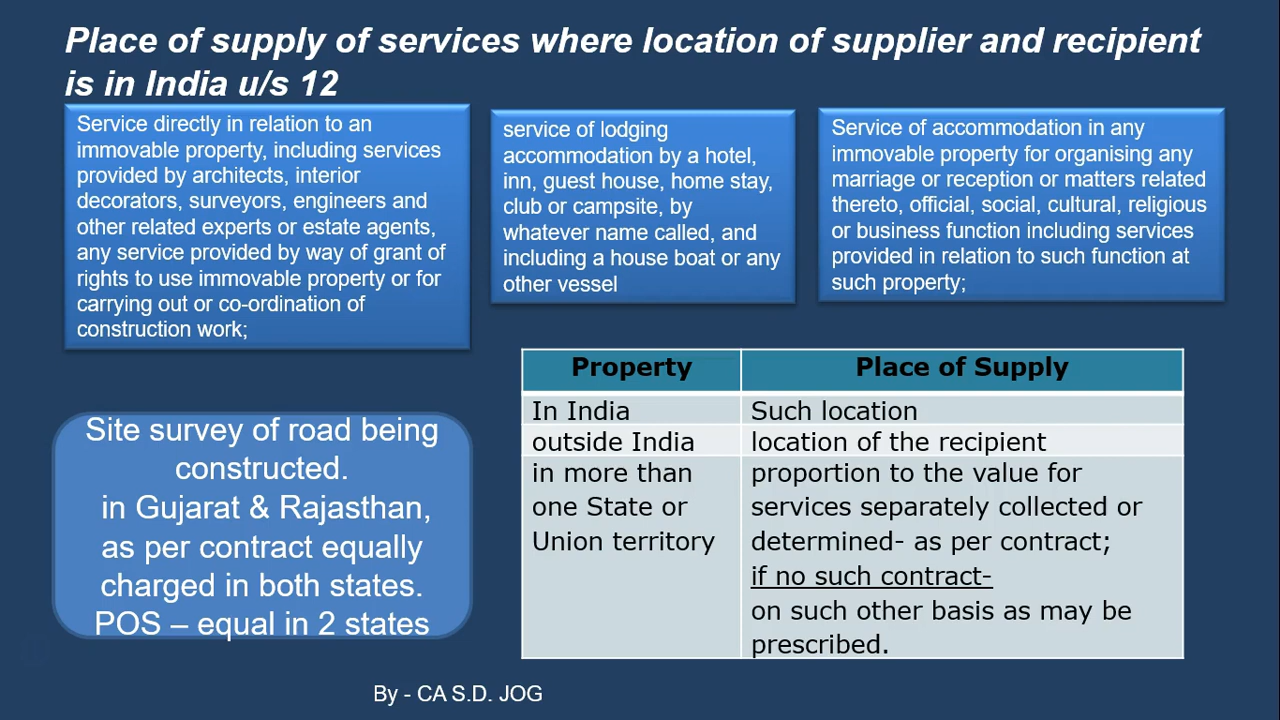 Place of supply of services where location of supplier and recipient
is in India u/s 12
Service directly in relation to an
immovable property, including services
provided by architects, interior
decorators, surveyors, engineers and
other related experts or estate agents,
any service provided by way of grant of
rights to use immovable property or for
carrying out or co-ordination of
construction work;
service of lodging
accommodation by a hotel,
inn, guest house, home stay,
club or campsite, by
whatever name called, and
including a house boat or any
other vessel
Service of accommodation in any
immovable property for organising any
marriage or reception or matters related
thereto, official, social, cultural, religious
or business function including services
provided in relation to such function at
such property;
Property Place of Supply
In India Such location
outside India location of the recipient
in more than proportion to the value for
one State or services separately collected or
Union territory determined- as per contract;
if no such contract-
on such other basis as may be
prescribed.
Site survey of road being
constructed.
in Gujarat & Rajasthan,
as per contract equally
charged in both states.
POS – equal in 2 states
By - CA S.D. JOG